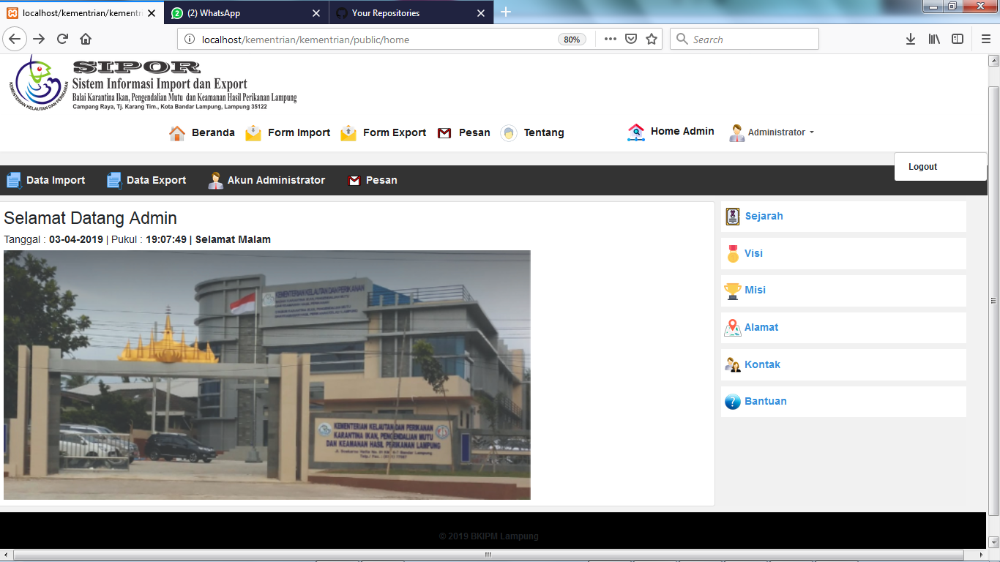 localhost/kementrian/kementri
(2) WhatsApp
Your Repositories
localhost/kementrian/kementrian/public/home
80%
Search
SIPOR
Sistem Informasi Import dan Export
Balai Karantina Ikan, Pengendalian Mutu dan Keamanan Hasil Perikanan Lampung
Campang Raya, Tj. Karang Tim., Kota Bandar Lampung, Lampung 35122
KEMENTERIAN KELAUTAN DAN PERIKANAN
Beranda
Form Import
Form Export
Pesan
Tentang
Home Admin
Administrator
Logout
Data Import
Data Export
Akun Administrator
Pesan
Selamat Datang Admin
Tanggal : 03-04-2019 | Pukul : 19:07:49 | Selamat Malam
KEMENTERIAN KELAUTAN DAN PERIKANAN
KEMENTERIAN KELAUTAN DAN PERIKANAN
KARANTINA IKAN, PENGENDALIAN MUTU
DAN KEAMANAN HASIL PERIKANAN LAMPUNG
Sejarah
Visi
Misi
Alamat
Kontak
Bantuan
© 2019 BKIPM Lampung